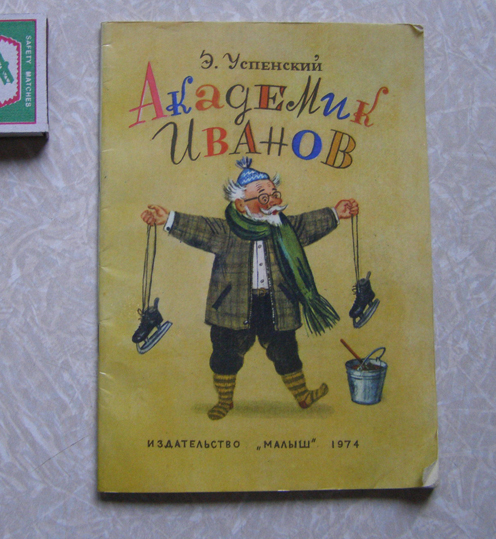 SAFETY MATCHES
Э. Успенский
Академик
Иванов
ИЗДАТЕЛЬСТВО „МАЛЫШ" 1974